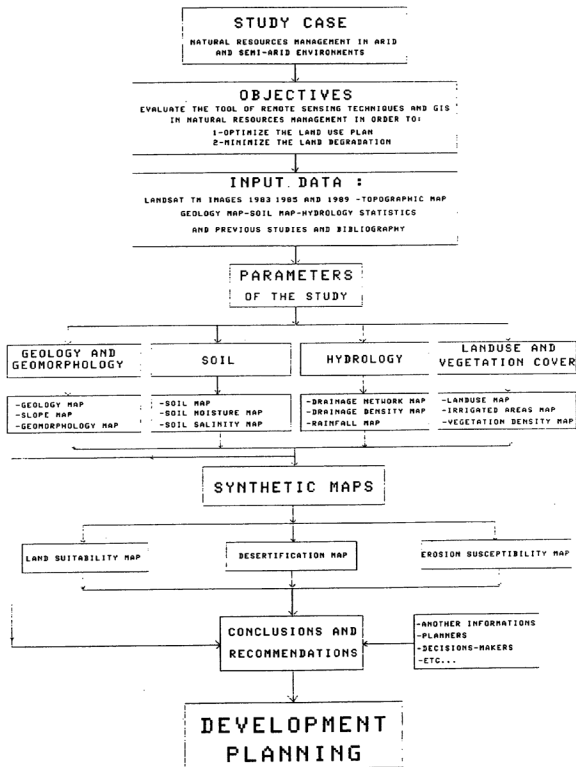 STUDY CASE
NATURAL RESOURCES MANAGEMENT IN ARID
AND SEMI-ARID ENVIRONMENTS
OBJECTIVES
EVALUATE THE TOOL OF REMOTE SENSING TECHNIQUES AND GIS
IN NATURAL RESOURCES MANAGEMENT IN ORDER TO:
1-OPTIMIZE THE LAND USE PLAN
2-MINIMIZE THE LAND DEGRADATION
INPUT DATA :
LANDSAT TM IMAGES 1983 1985 AND 1989 -TOPOGRAPHIC MAP
GEOLOGY MAP-SOIL MAP-HYDROLOGY STATISTICS
AND PREVIOUS STUDIES AND BIBLIOGRAPHY
PARAMETERS
OF THE STUDY
GEOLOGY AND
GEOMORPHOLOGY
-GEOLOGY MAP
-SLOPE MAP
-GEOMORPHOLOGY MAP
SOIL
-SOIL MAP
-SOIL MOISTURE MAP
-SOIL SALINITY MAP
HYDROLOGY
-DRAINAGE NETWORK MAP
-DRAINAGE DENSITY MAP
-RAINFALL MAP
LANDUSE AND
VEGETATION COVER
-LANDUSE MAP
-IRRIGATED AREAS MAP
-VEGETATION DENSITY MAP
SYNTHETIC MAPS
LAND SUITABILITY MAP
DESERTIFICATION MAP
EROSION SUSCEPTIBILITY MAP
CONCLUSIONS AND
RECOMMENDATIONS
-ANOTHER INFORMATIONS
-PLANNERS
-DECISIONS-MAKERS
-ETC...
DEVELOPMENT
PLANNING